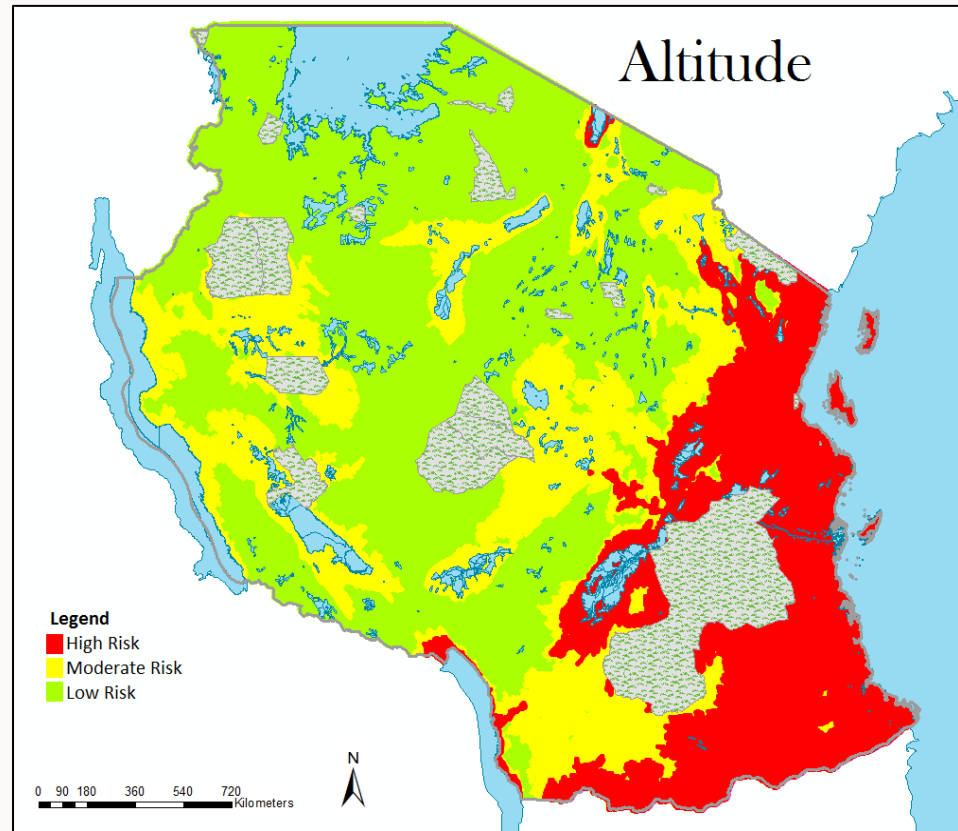 Altitude
Legend
High Risk
Moderate Risk
Low Risk
N
0 90 180 360 540 720
Kilometers